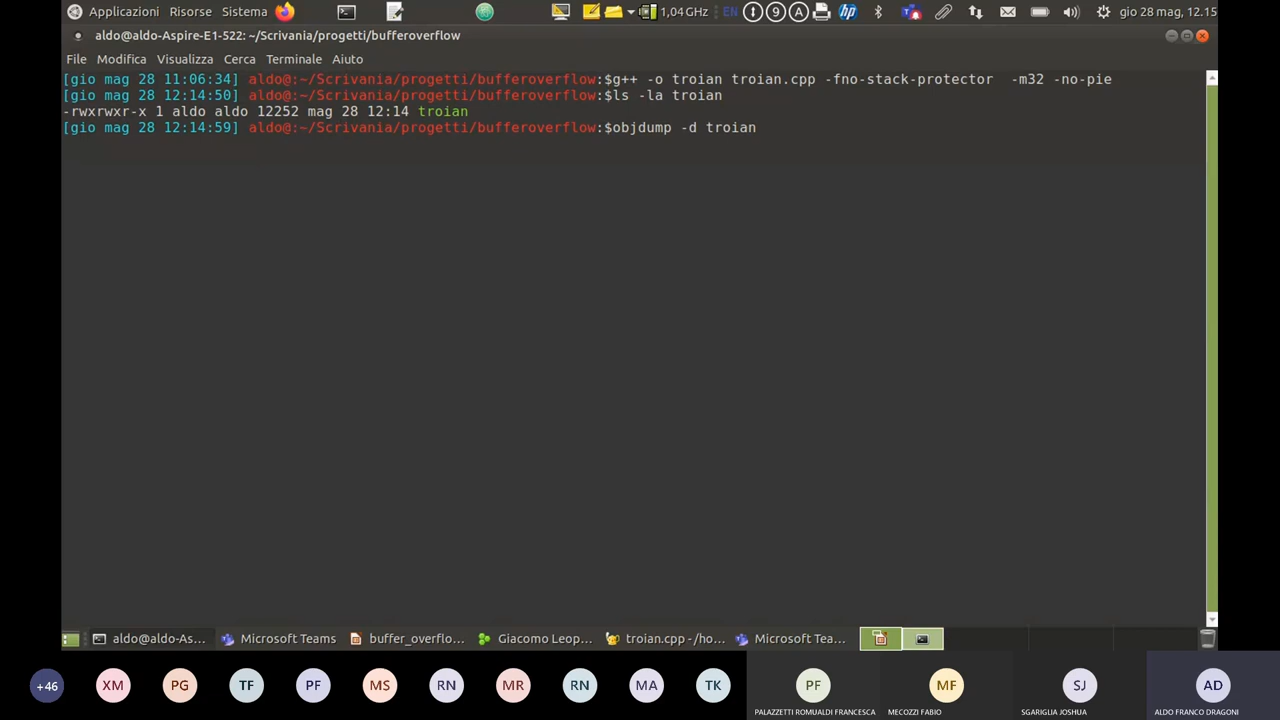 Applicazioni Risorse Sistema 1,04GHz EN 9 A hp gio 28 mag, 12.15
aldo@aldo-Aspire-E1-522: ~/Scrivania/progetti/bufferoverflow
File Modifica Visualizza Cerca Terminale Aiuto
[gio mag 28 11:06:34] aldo@:~/Scrivania/progetti/bufferoverflow:$g++ -o troian troian.cpp -fno-stack-protector  -m32 -no-pie
[gio mag 28 12:14:50] aldo@:~/Scrivania/progetti/bufferoverflow:$ls -la troian
-rwxrwxr-x 1 aldo aldo 12252 mag 28 12:14 troian
[gio mag 28 12:14:59] aldo@:~/Scrivania/progetti/bufferoverflow:$objdump -d troian
aldo@aldo-As... Microsoft Teams buffer_overflo... Giacomo Leop... troian.cpp -/ho... Microsoft Tea...
+46 XM PG TF PF MS RN MR RN MA TK PF MF SJ AD
PALAZZETTI ROMUALDI FRANCESCA MECOZZI FABIO SGARIGLIA JOSHUA ALDO FRANCO DRAGONI